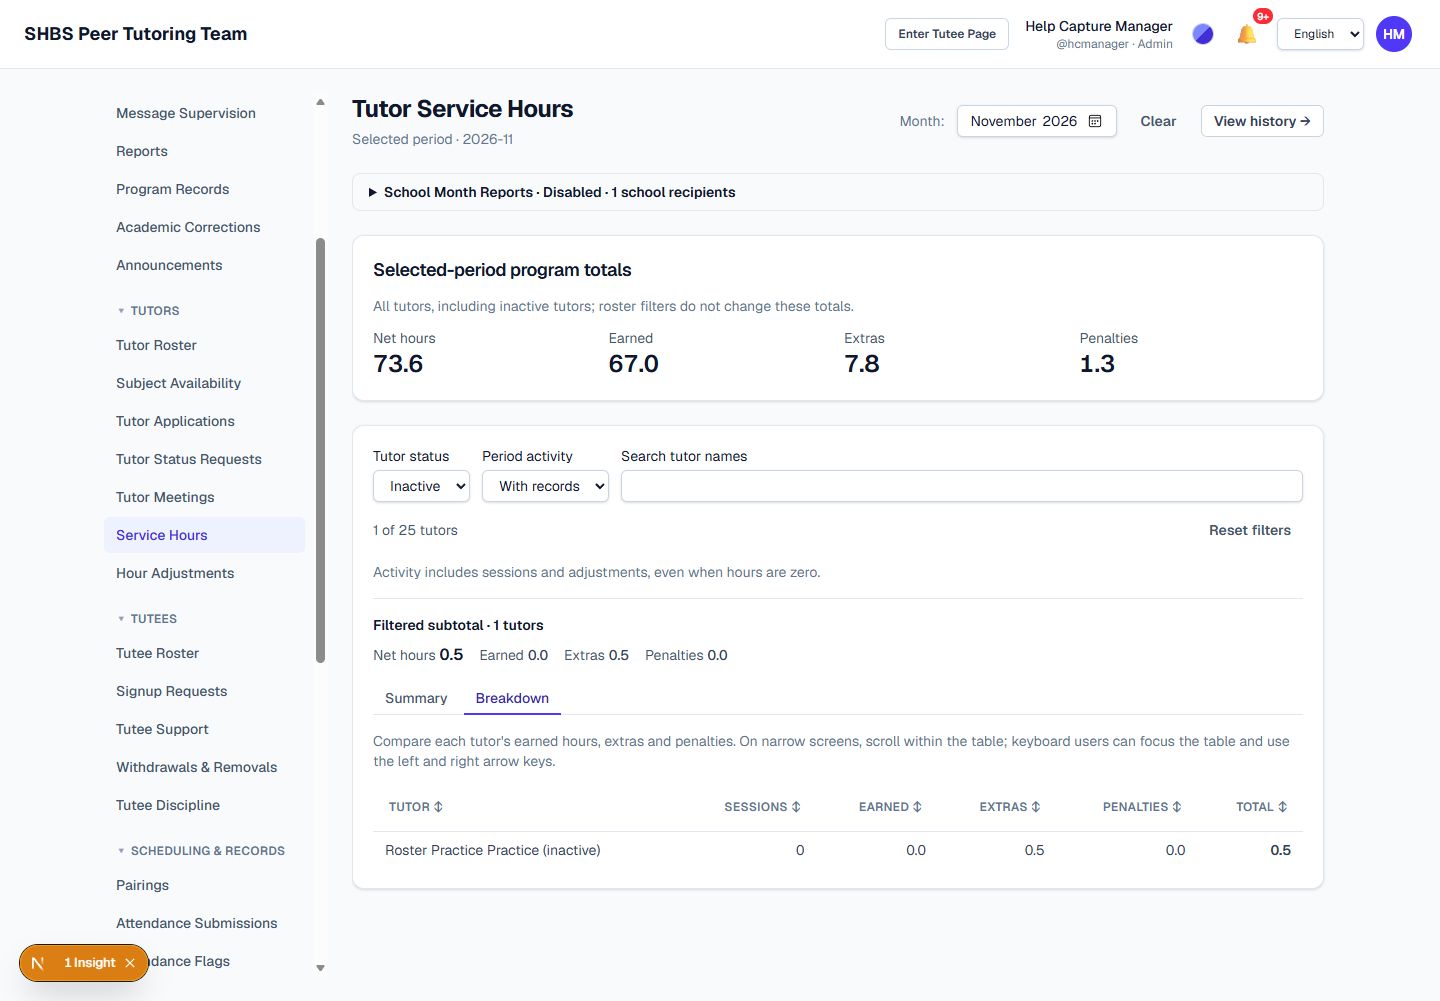 SHBS Peer Tutoring Team
Enter Tutee Page
Help Capture Manager
@hcmanager · Admin
9+
English
HM
Message Supervision
Reports
Program Records
Academic Corrections
Announcements
TUTORS
Tutor Roster
Subject Availability
Tutor Applications
Tutor Status Requests
Tutor Meetings
Service Hours
Hour Adjustments
TUTEES
Tutee Roster
Signup Requests
Tutee Support
Withdrawals & Removals
Tutee Discipline
SCHEDULING & RECORDS
Pairings
Attendance Submissions
dance Flags
N 1 Insight ×
Tutor Service Hours
Selected period · 2026-11
Month: November 2026 Clear View history →
School Month Reports · Disabled · 1 school recipients
Selected-period program totals
All tutors, including inactive tutors; roster filters do not change these totals.
Net hours Earned Extras Penalties
73.6 67.0 7.8 1.3
Tutor status Period activity Search tutor names
Inactive With records
1 of 25 tutors Reset filters
Activity includes sessions and adjustments, even when hours are zero.
Filtered subtotal · 1 tutors
Net hours 0.5 Earned 0.0 Extras 0.5 Penalties 0.0
Summary Breakdown
Compare each tutor's earned hours, extras and penalties. On narrow screens, scroll within the table; keyboard users can focus the table and use
the left and right arrow keys.
TUTOR SESSIONS EARNED EXTRAS PENALTIES TOTAL
Roster Practice Practice (inactive) 0 0.0 0.5 0.0 0.5